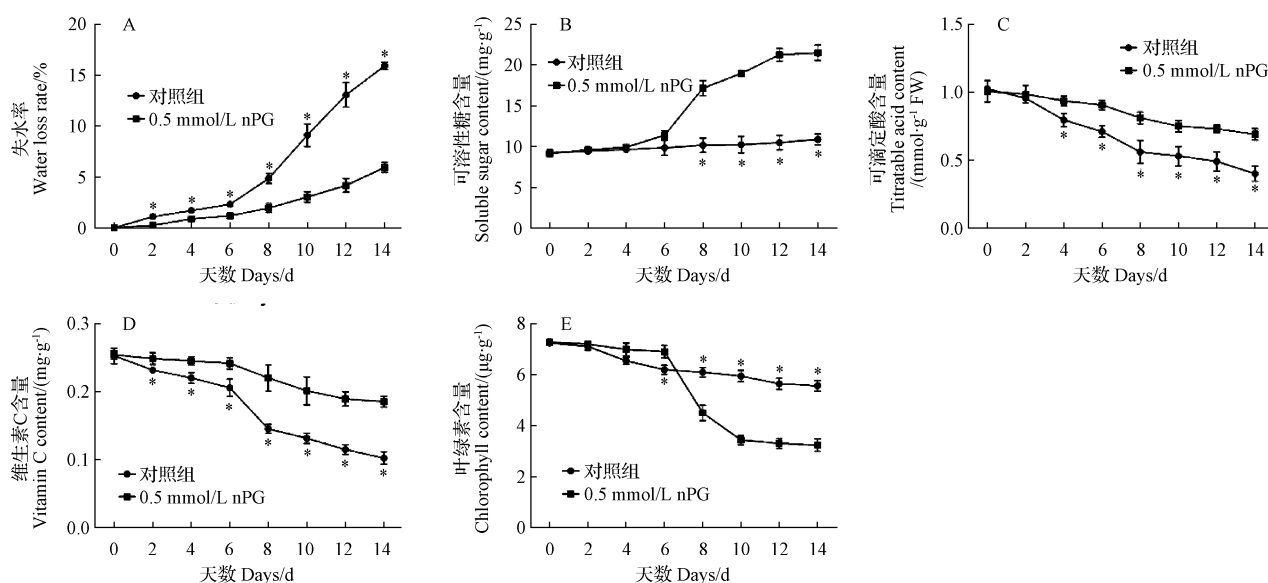 A
失水率
Water loss rate/%
20
15
10
5
0
对照组
0.5 mmol/L nPG
* * * * * * *
0 2 4 6 8 10 12 14
天数 Days/d
B
可溶性糖含量
Soluble sugar content/(mg·g⁻¹)
25
20
15
10
5
0
对照组
0.5 mmol/L nPG
* * * *
0 2 4 6 8 10 12 14
天数 Days/d
C
可滴定酸含量
Titratable acid content
/(mmol·g⁻¹ FW)
1.5
1.0
0.5
0.0
对照组
0.5 mmol/L nPG
* * * * * *
0 2 4 6 8 10 12 14
天数 Days/d
D
维生素C含量
Vitamin C content/(mg·g⁻¹)
0.3
0.2
0.1
0.0
* * * * * * *
对照组
0.5 mmol/L nPG
0 2 4 6 8 10 12 14
天数 Days/d
E
叶绿素含量
Chlorophyll content/(μg·g⁻¹)
8
6
4
2
0
* * * * *
对照组
0.5 mmol/L nPG
0 2 4 6 8 10 12 14
天数 Days/d